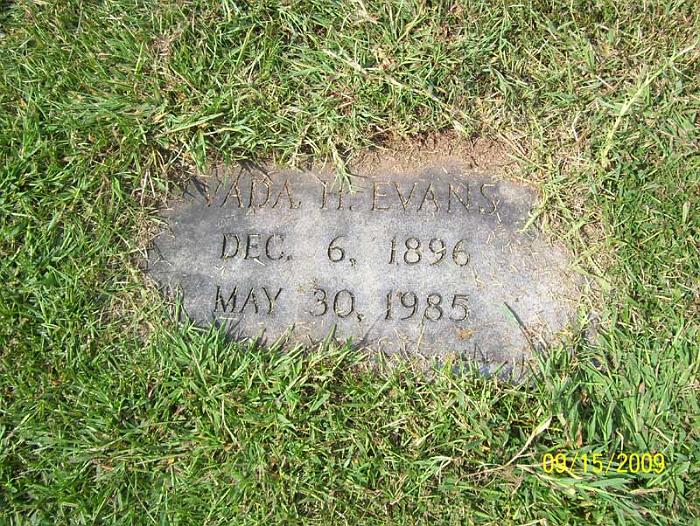 VADA H. EVANS
DEC. 6, 1896
MAY 30, 1985
09/15/2009